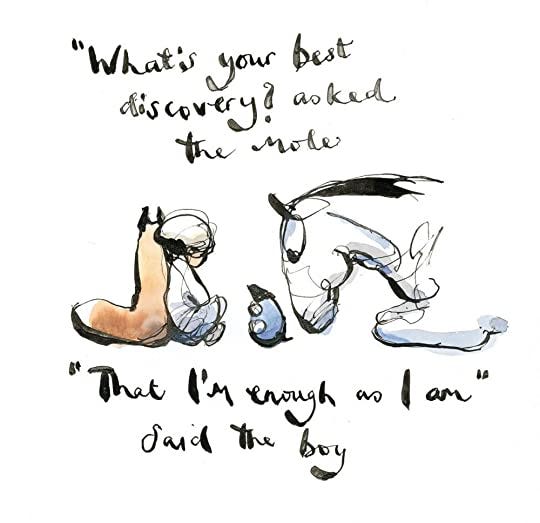 "What's your best
discovery? asked
the Mole
"That I'm enough as I am"
Said the boy